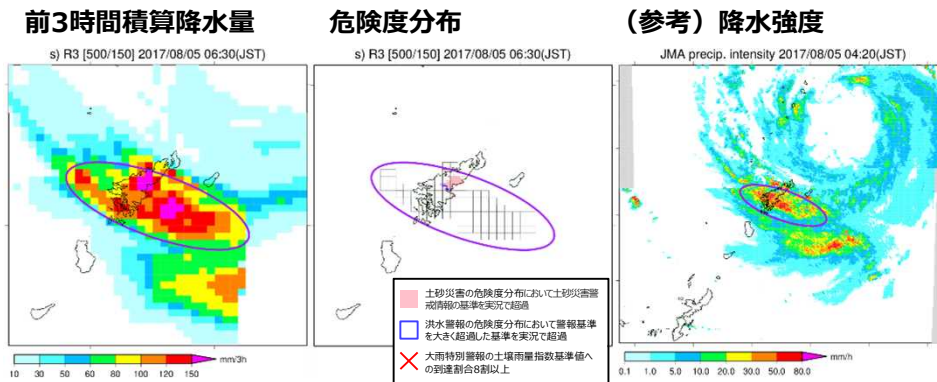 前3時間積算降水量
危険度分布
（参考）降水強度
s) R3 [500/150] 2017/08/05 06:30(JST)
s) R3 [500/150] 2017/08/05 06:30(JST)
JMA precip. intensity 2017/08/05 04:20(JST)
土砂災害の危険度分布において土砂災害警
戒情報の基準を実況で超過
洪水警報の危険度分布において警報基準
を大きく超過した基準を実況で超過
大雨特別警報の土壌雨量指数基準値へ
の到達割合8割以上
mm/3h
10 30 50 60 80 100 120 150
mm/h
0.1 1.0 5.0 10.0 20.0 30.0 50.0 80.0